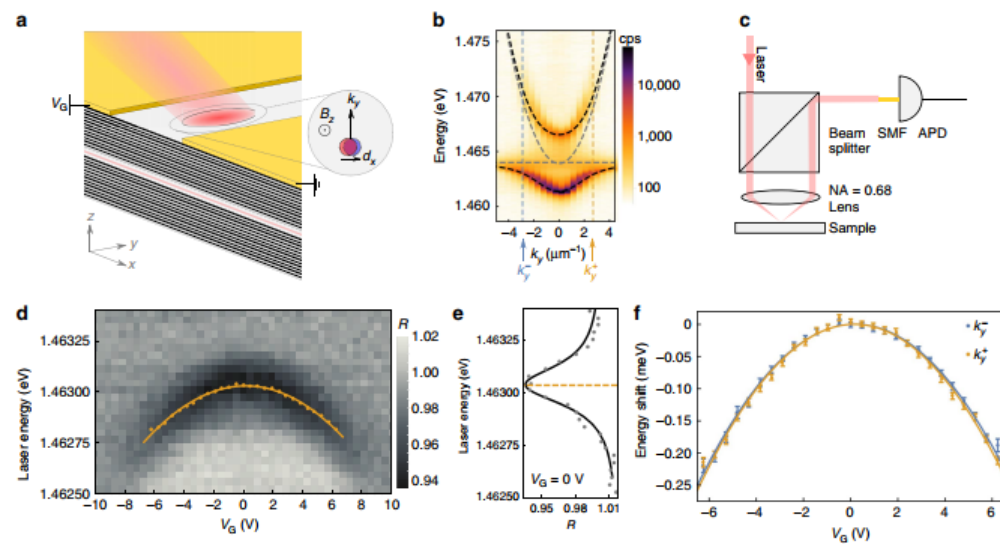 a
V_G
B_z
k_y
d_x
z
y
x
b
cps
1.475
1.470
1.465
1.460
Energy (eV)
10,000
1,000
100
−4 −2 0 2 4
k_y (μm⁻¹)
k_y⁻ k_y⁺
c
Laser
Beam splitter
SMF APD
NA = 0.68
Lens
Sample
d
R
1.46325
1.46300
1.46275
1.46250
Laser energy (eV)
1.02
1.00
0.98
0.96
0.94
−10 −8 −6 −4 −2 0 2 4 6 8 10
V_G (V)
e
1.46325
1.46300
1.46275
1.46250
Laser energy (eV)
V_G = 0 V
0.95 0.98 1.01
R
f
k_y⁻
k_y⁺
0
−0.05
−0.10
−0.15
−0.20
−0.25
Energy shift (meV)
−6 −4 −2 0 2 4 6
V_G (V)